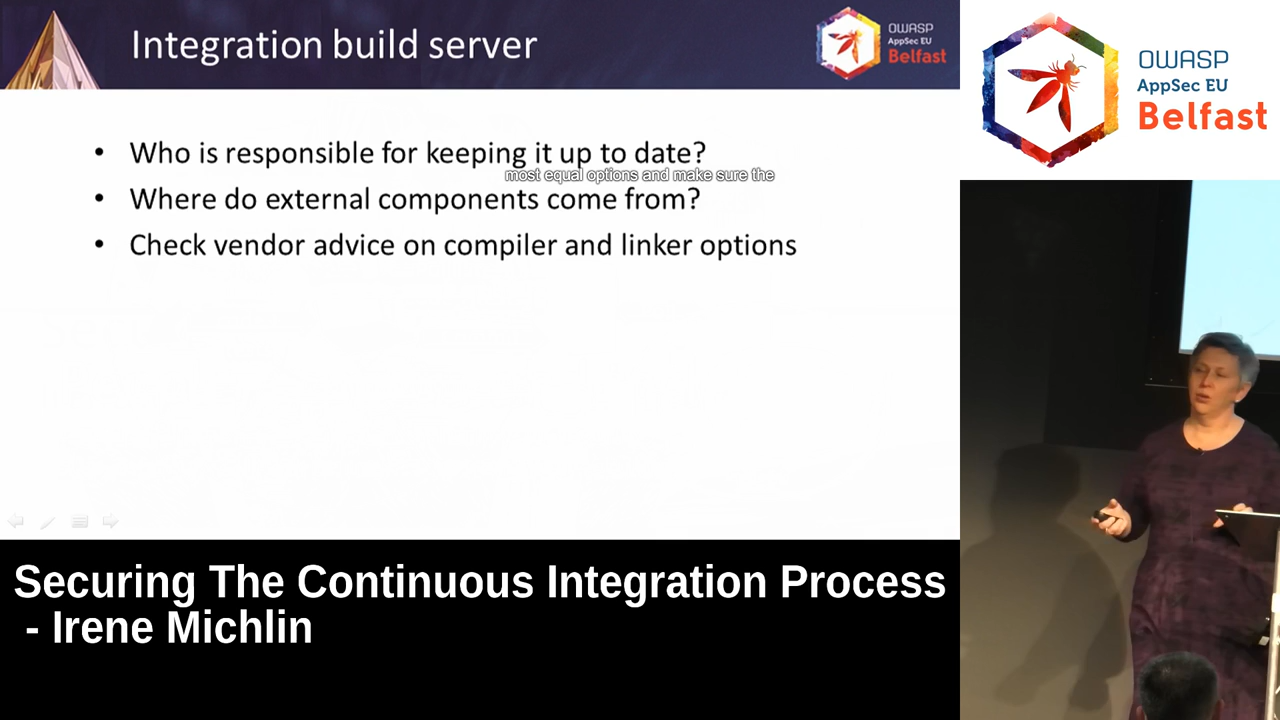 Integration build server
OWASP
AppSec EU
Belfast
• Who is responsible for keeping it up to date?
most equal options and make sure the
• Where do external components come from?
• Check vendor advice on compiler and linker options
OWASP
AppSec EU
Belfast
Securing The Continuous Integration Process
- Irene Michlin